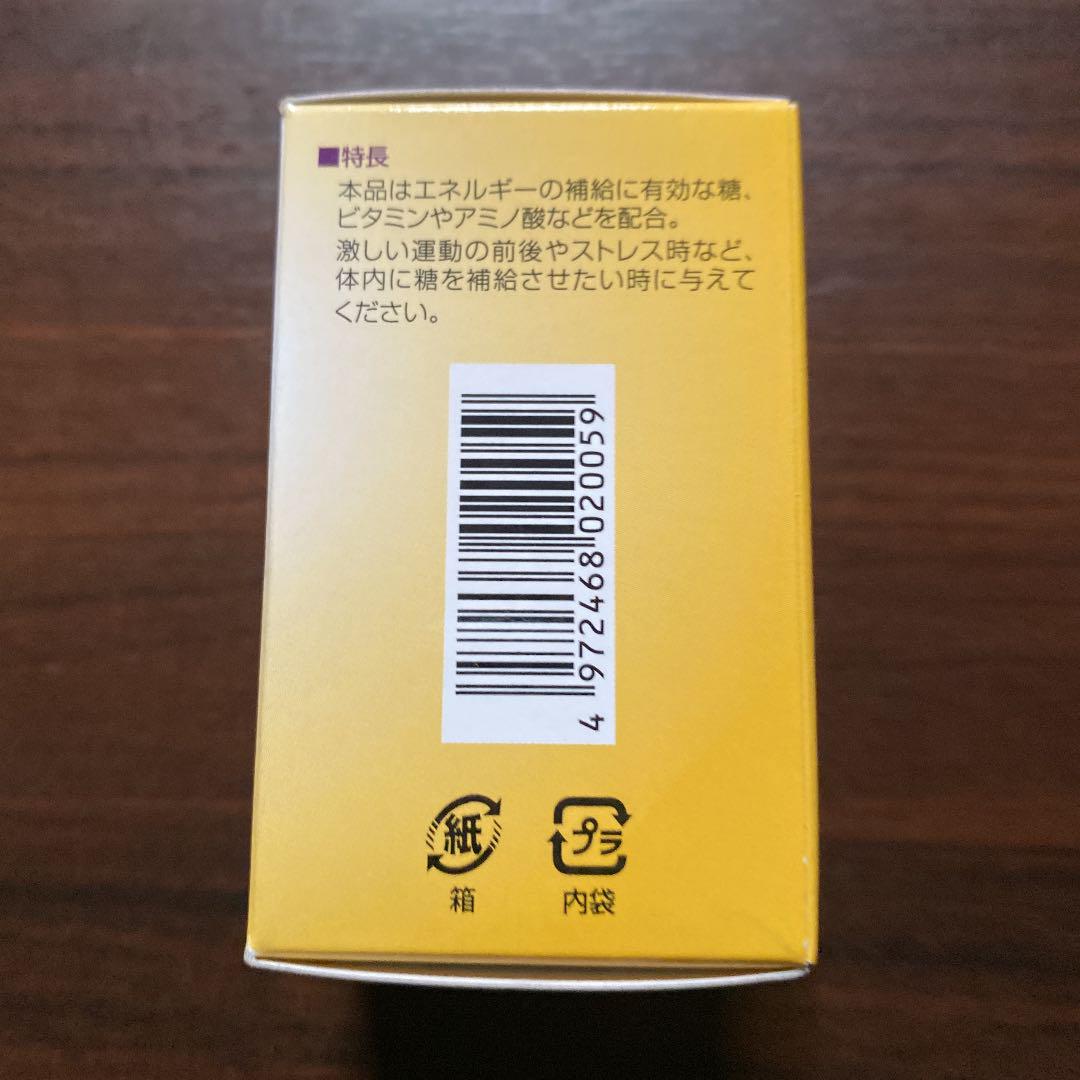 ■特長
本品はエネルギーの補給に有効な糖、
ビタミンやアミノ酸などを配合。
激しい運動の前後やストレス時など、
体内に糖を補給させたい時に与えて
ください。
4 972468 020059
紙
箱
プラ
内袋